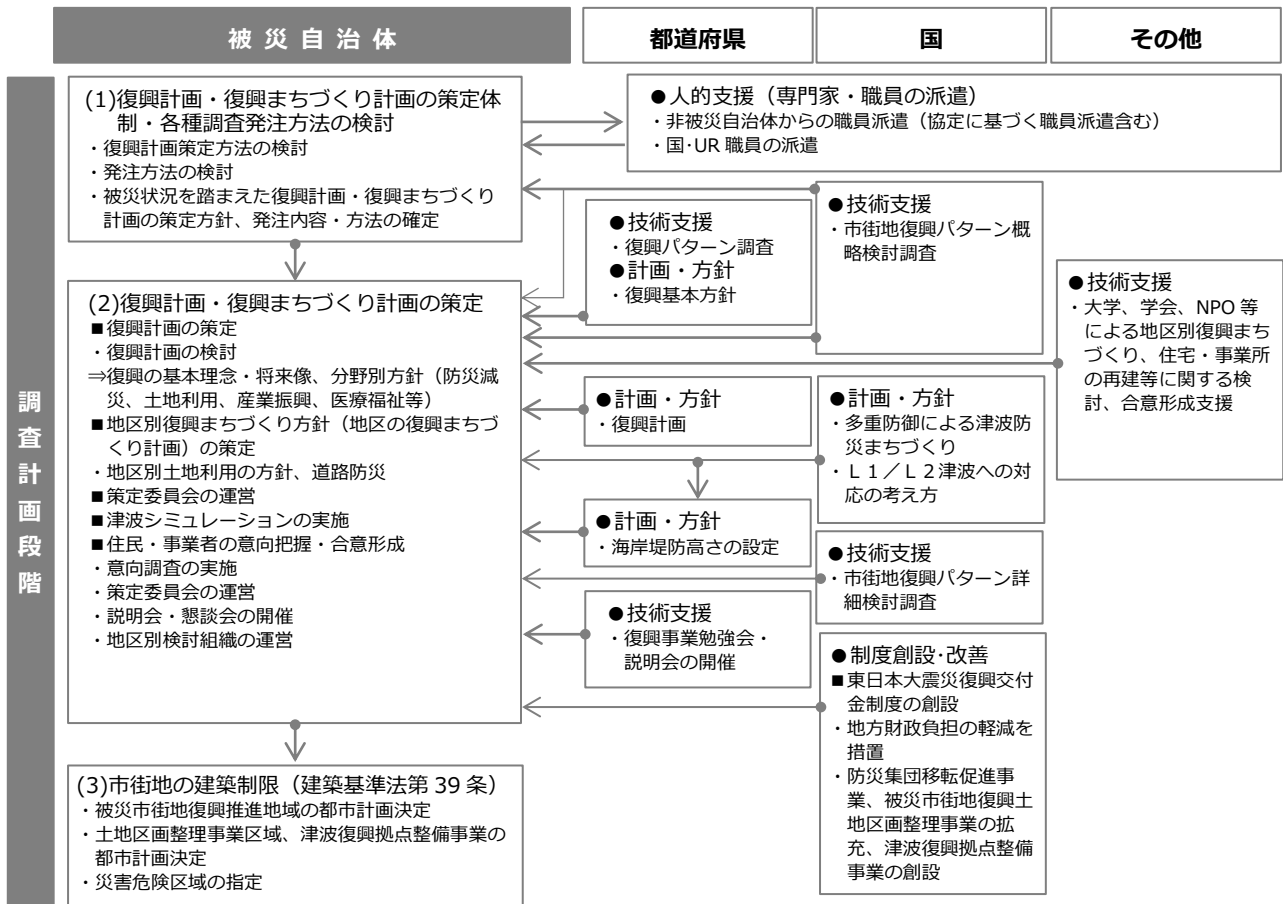 被災自治体
都道府県
国
その他
調査計画段階
(1)復興計画・復興まちづくり計画の策定体
制・各種調査発注方法の検討
・復興計画策定方法の検討
・発注方法の検討
・被災状況を踏まえた復興計画・復興まちづくり
計画の策定方針、発注内容・方法の確定
●人的支援（専門家・職員の派遣）
・非被災自治体からの職員派遣（協定に基づく職員派遣含む）
・国・UR 職員の派遣
●技術支援
・復興パターン調査
●計画・方針
・復興基本方針
●技術支援
・市街地復興パターン概
略検討調査
●技術支援
・大学、学会、NPO 等
による地区別復興まち
づくり、住宅・事業所
の再建等に関する検
討、合意形成支援
(2)復興計画・復興まちづくり計画の策定
■復興計画の策定
・復興計画の検討
⇒復興の基本理念・将来像、分野別方針（防災減
災、土地利用、産業振興、医療福祉等）
■地区別復興まちづくり方針（地区の復興まちづ
くり計画）の策定
・地区別土地利用の方針、道路防災
■策定委員会の運営
■津波シミュレーションの実施
■住民・事業者の意向把握・合意形成
・意向調査の実施
・策定委員会の運営
・説明会・懇談会の開催
・地区別検討組織の運営
●計画・方針
・復興計画
●計画・方針
・多重防御による津波防
災まちづくり
・Ｌ１／Ｌ２津波への対
応の考え方
●計画・方針
・海岸堤防高さの設定
●技術支援
・市街地復興パターン詳
細検討調査
●技術支援
・復興事業勉強会・
説明会の開催
●制度創設・改善
■東日本大震災復興交付
金制度の創設
・地方財政負担の軽減を
措置
・防災集団移転促進事
業、被災市街地復興土
地区画整理事業の拡
充、津波復興拠点整備
事業の創設
(3)市街地の建築制限（建築基準法第 39 条）
・被災市街地復興推進地域の都市計画決定
・土地区画整理事業区域、津波復興拠点整備事業の
都市計画決定
・災害危険区域の指定